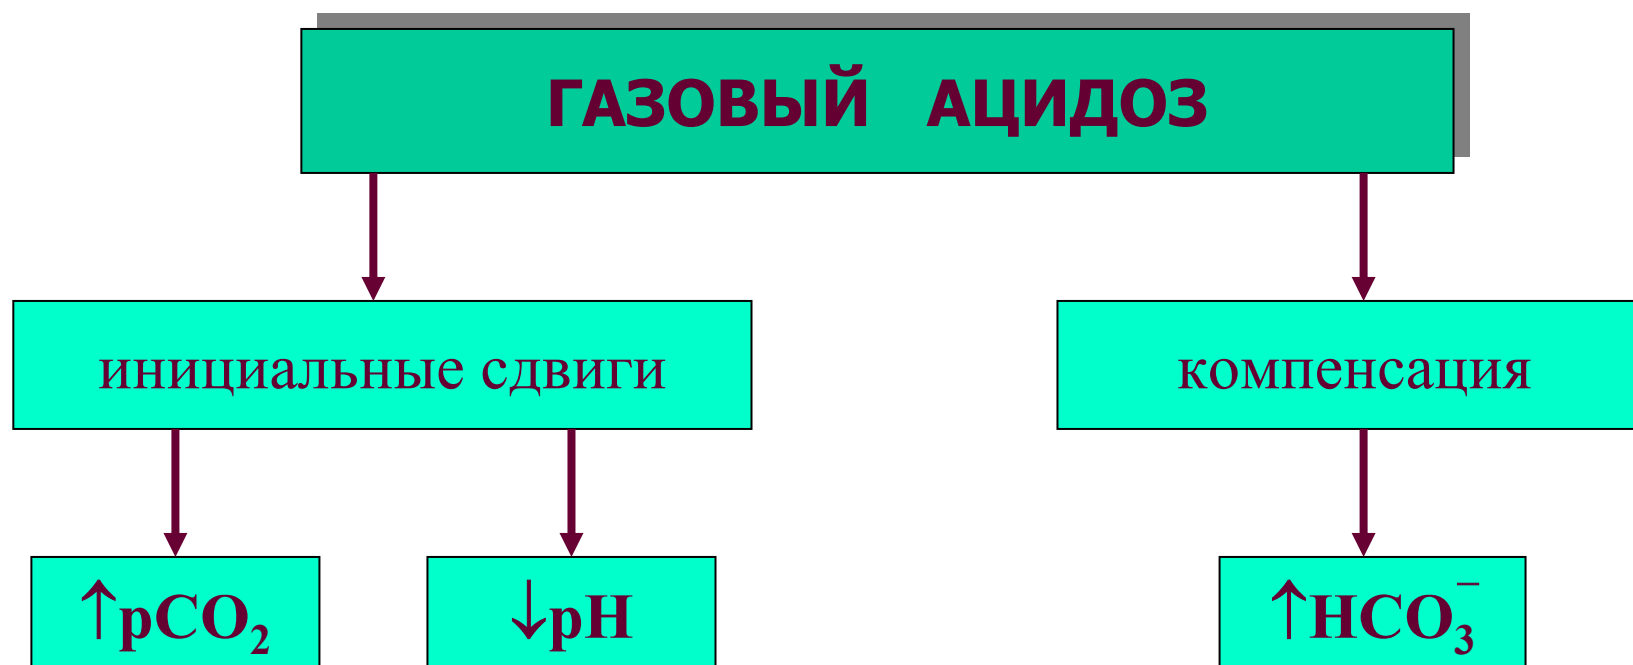 ГАЗОВЫЙ АЦИДОЗ
инициальные сдвиги
компенсация
↑pCO₂
↓pH
↑HCO₃⁻